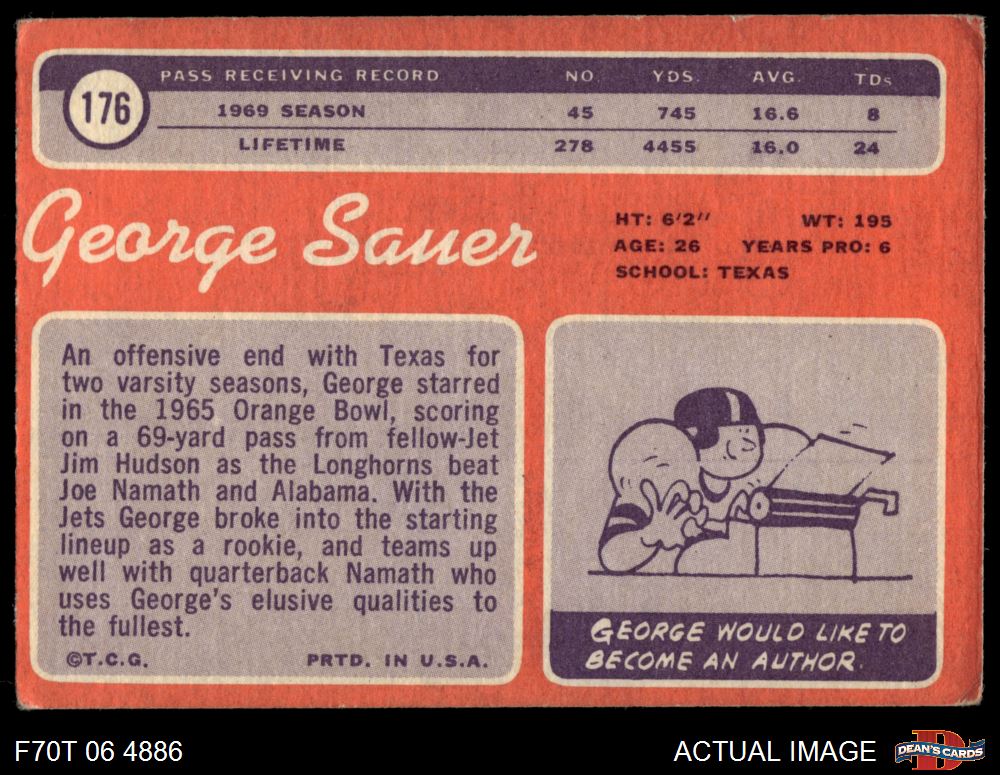 176
PASS RECEIVING RECORD NO. YDS. AVG. TDs
1969 SEASON 45 745 16.6 8
LIFETIME 278 4455 16.0 24
George Sauer
HT: 6'2" WT: 195
AGE: 26 YEARS PRO: 6
SCHOOL: TEXAS
An offensive end with Texas for
two varsity seasons, George starred
in the 1965 Orange Bowl, scoring
on a 69-yard pass from fellow-Jet
Jim Hudson as the Longhorns beat
Joe Namath and Alabama. With the
Jets George broke into the starting
lineup as a rookie, and teams up
well with quarterback Namath who
uses George's elusive qualities to
the fullest.
©T.C.G. PRTD. IN U.S.A.
GEORGE WOULD LIKE TO
BECOME AN AUTHOR.
F70T 06 4886
ACTUAL IMAGE
DEAN'S CARDS